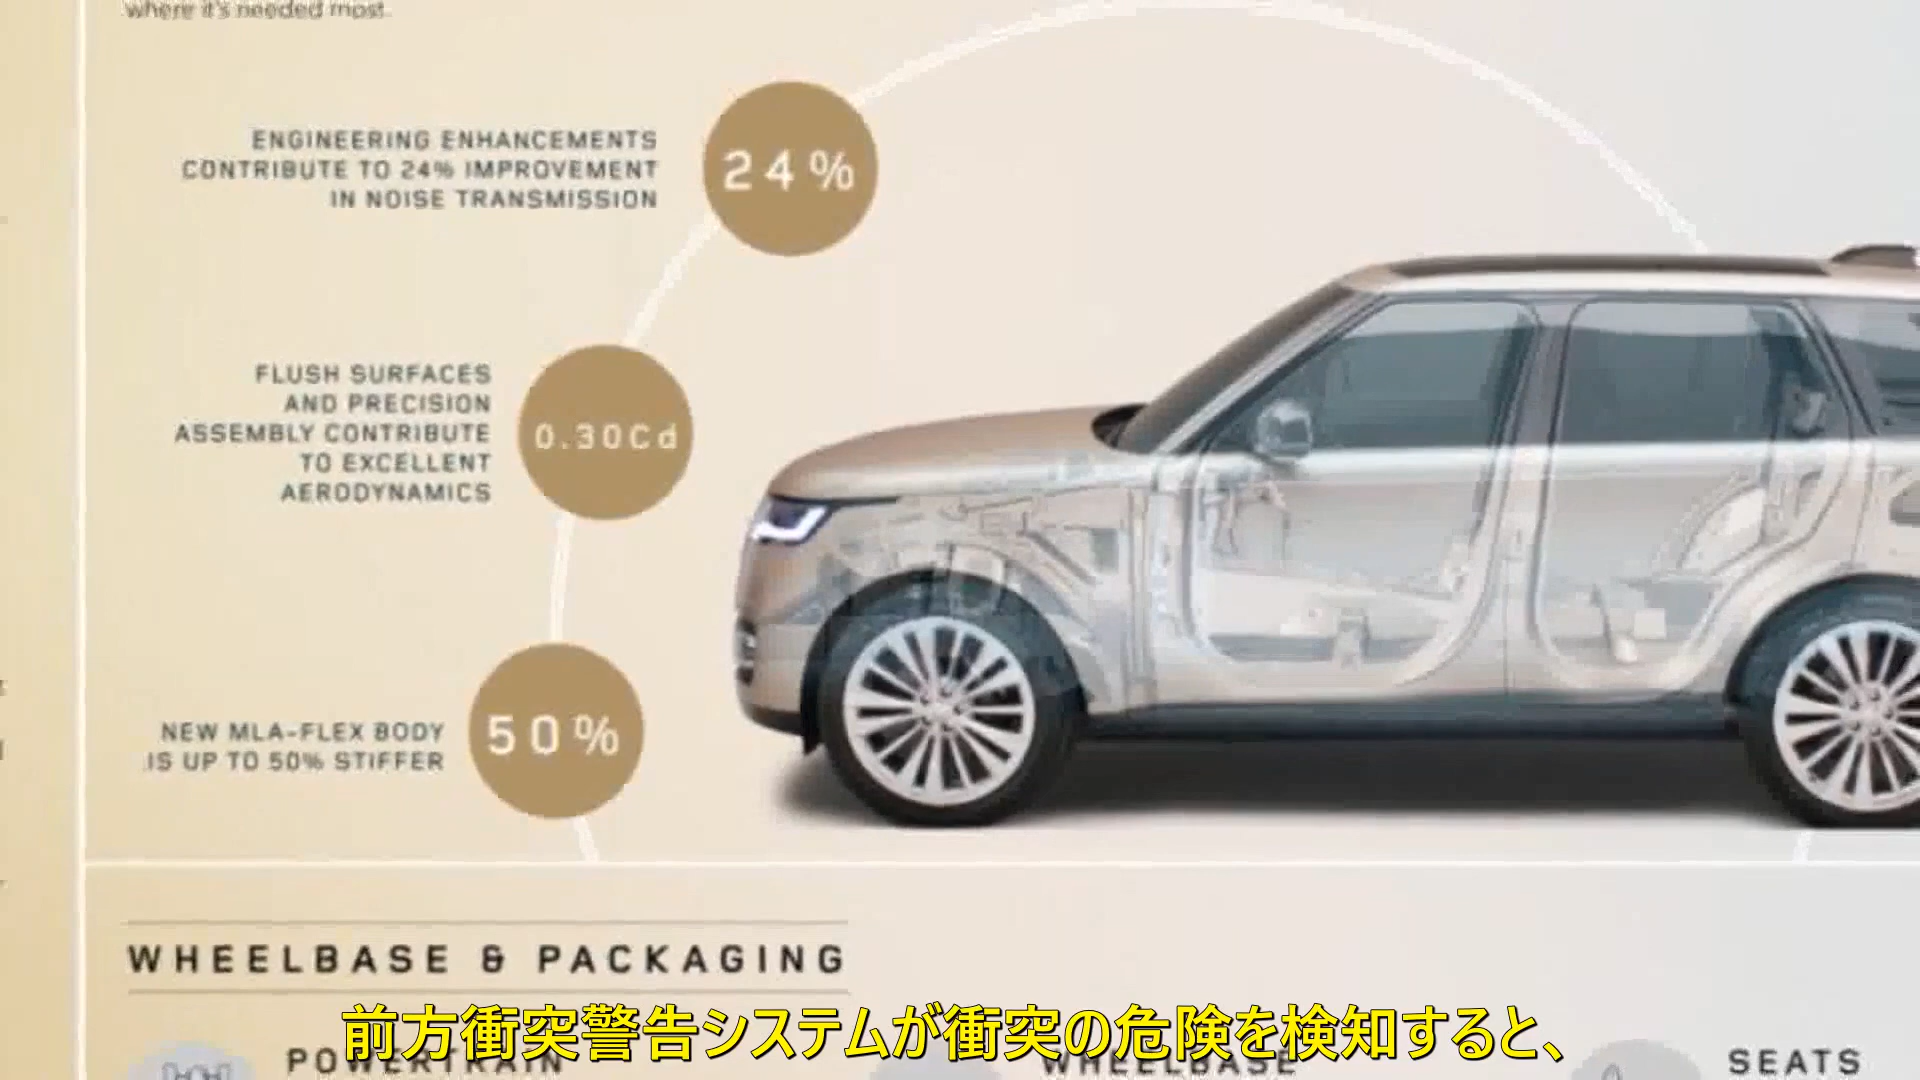 where it's needed most.
ENGINEERING ENHANCEMENTS
CONTRIBUTE TO 24% IMPROVEMENT
IN NOISE TRANSMISSION
24%
FLUSH SURFACES
AND PRECISION
ASSEMBLY CONTRIBUTE
TO EXCELLENT
AERODYNAMICS
0.30Cd
NEW MLA-FLEX BODY
IS UP TO 50% STIFFER
50%
WHEELBASE & PACKAGING
POWERTRAIN
WHEELBASE
SEATS
前方衝突警告システムが衝突の危険を検知すると、